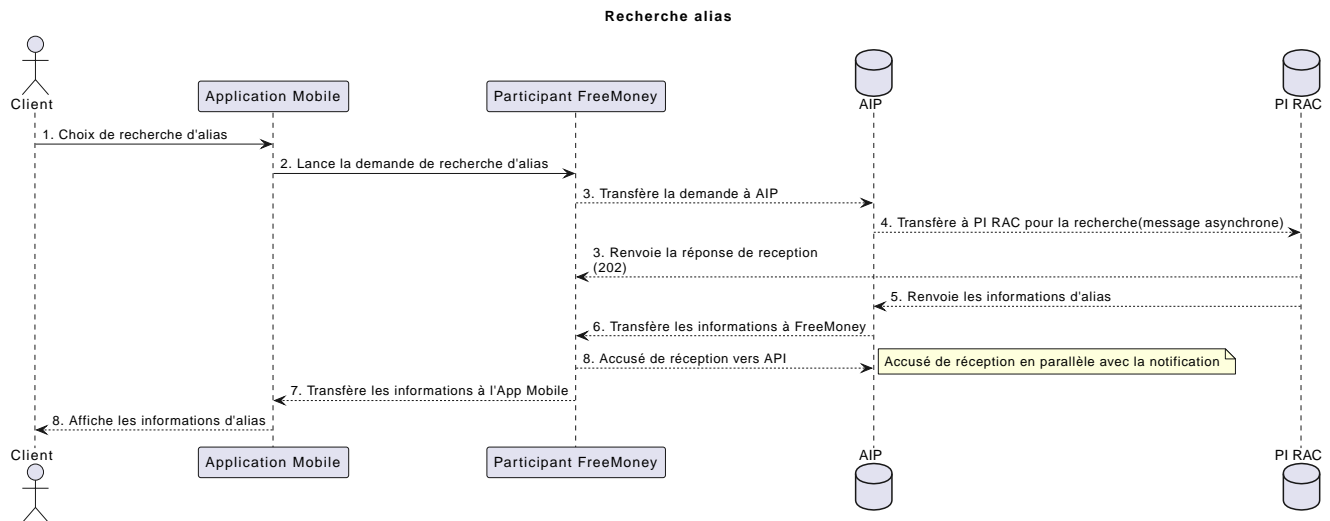 Recherche alias
Client
Application Mobile
Participant FreeMoney
AIP
PI RAC
1. Choix de recherche d'alias
2. Lance la demande de recherche d'alias
3. Transfère la demande à AIP
4. Transfère à PI RAC pour la recherche(message asynchrone)
3. Renvoie la réponse de reception
(202)
5. Renvoie les informations d'alias
6. Transfère les informations à FreeMoney
8. Accusé de réception vers API
Accusé de réception en parallèle avec la notification
7. Transfère les informations à l'App Mobile
8. Affiche les informations d'alias
Client
Application Mobile
Participant FreeMoney
AIP
PI RAC